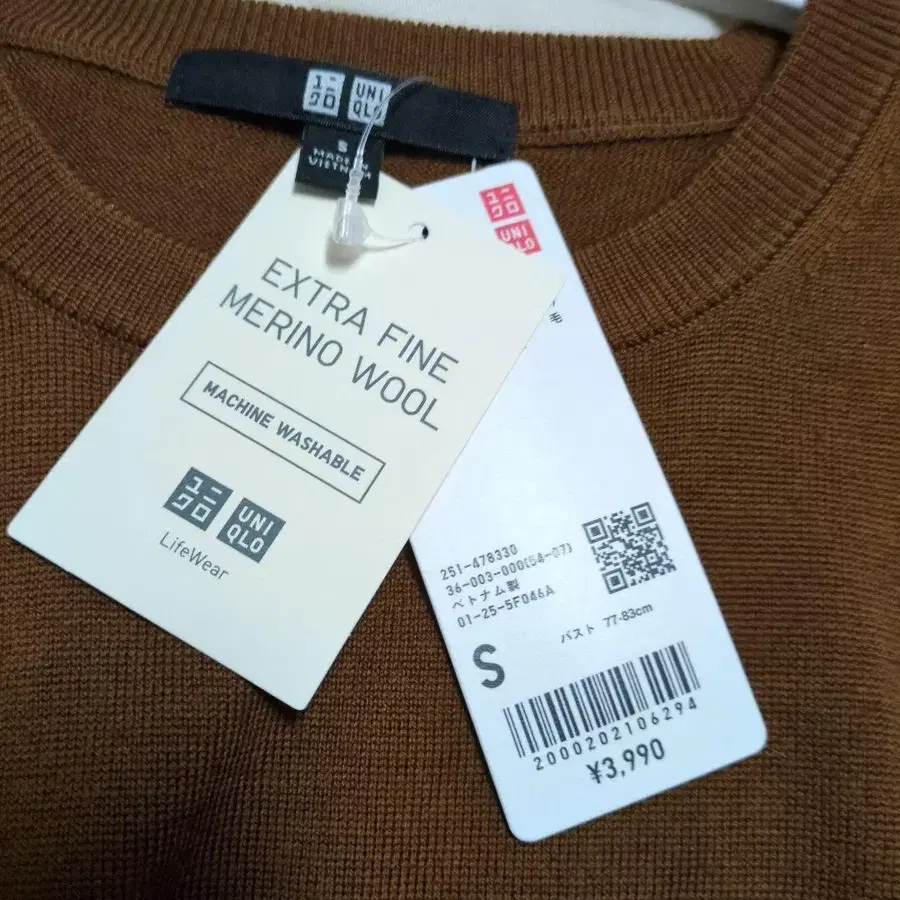 ユニ
クロ
UNI
QLO
S
MADE IN
VIETNAM
EXTRA FINE
MERINO WOOL
MACHINE WASHABLE
ユニ
クロ
UNI
QLO
LifeWear
ユニ
クロ
UNI
QLO
毛
251-478330
36-003-000(54-07)
ベトナム製
01-25-5F046A
S
バスト 77-83cm
2000202106294
¥3,990